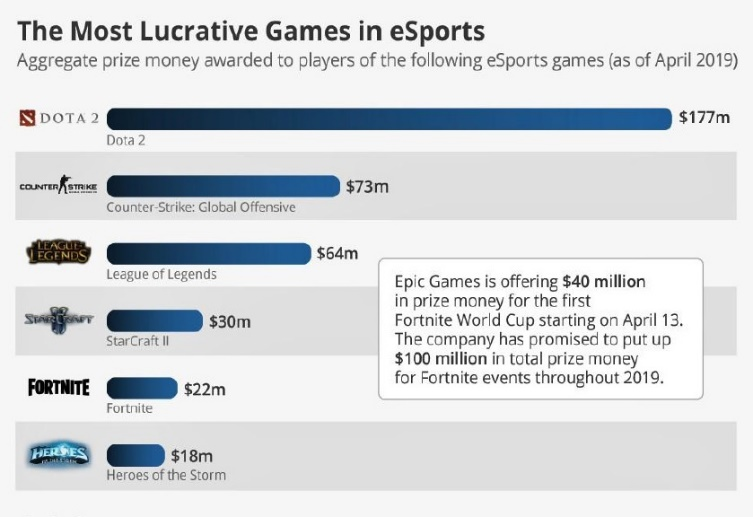 The Most Lucrative Games in eSports
Aggregate prize money awarded to players of the following eSports games (as of April 2019)
DOTA 2
$177m
Dota 2
COUNTER STRIKE
$73m
Counter-Strike: Global Offensive
LEAGUE OF LEGENDS
$64m
League of Legends
STARCRAFT
$30m
StarCraft II
FORTNITE
$22m
Fortnite
HEROES
$18m
Heroes of the Storm
Epic Games is offering $40 million
in prize money for the first
Fortnite World Cup starting on April 13.
The company has promised to put up
$100 million in total prize money
for Fortnite events throughout 2019.